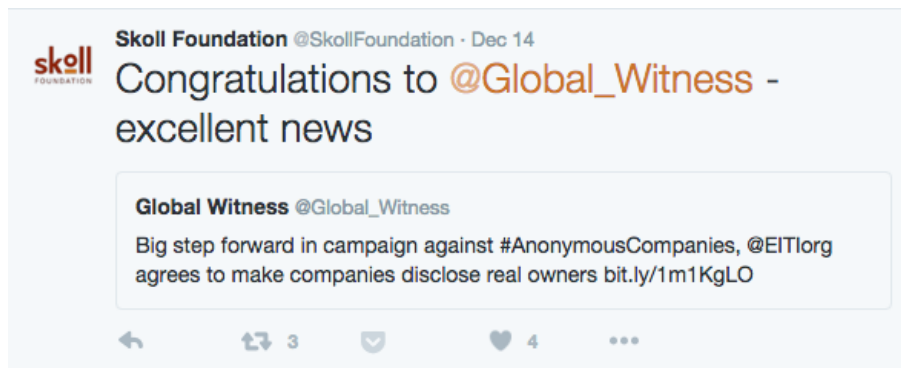 skoll
FOUNDATION
Skoll Foundation @SkollFoundation · Dec 14
Congratulations to @Global_Witness -
excellent news
Global Witness @Global_Witness
Big step forward in campaign against #AnonymousCompanies, @EITIorg
agrees to make companies disclose real owners bit.ly/1m1KgLO
3 4